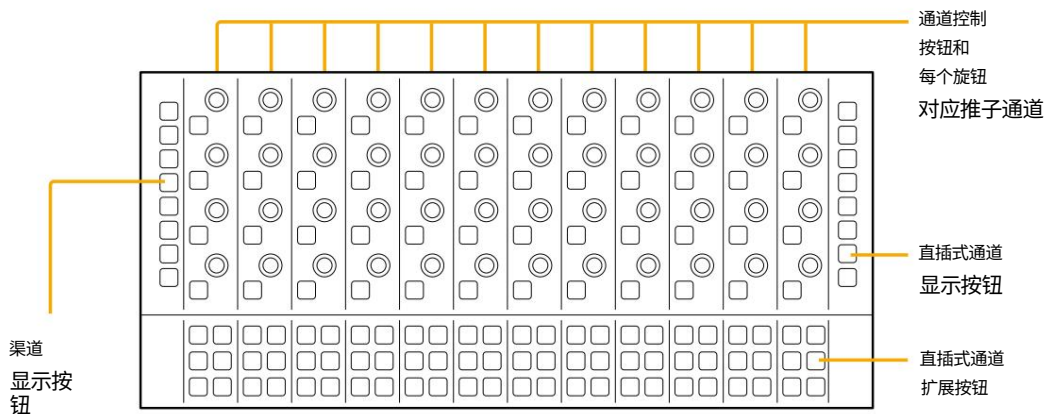 通道控制
按钮和
每个旋钮
对应推子通道
直插式通道
显示按钮
渠道
显示按
钮
直插式通道
扩展按钮